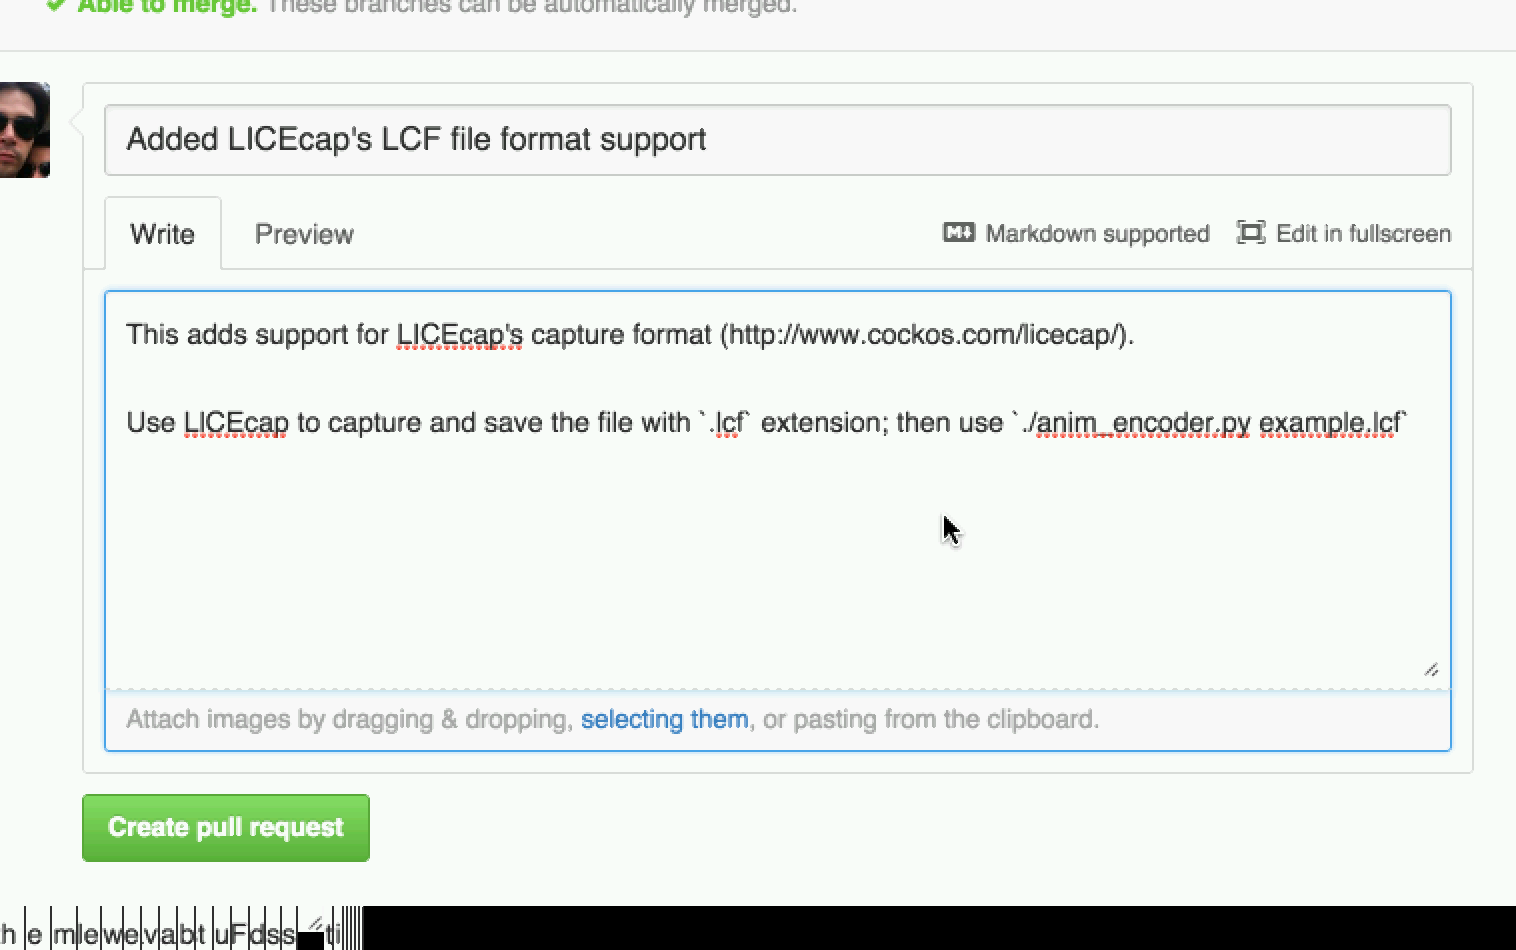 Able to merge. These branches can be automatically merged.
Added LICEcap's LCF file format support
Write Preview Markdown supported Edit in fullscreen
This adds support for LICEcap's capture format (http://www.cockos.com/licecap/).
Use LICEcap to capture and save the file with `.lcf` extension; then use `./anim_encoder.py example.lcf`
Attach images by dragging & dropping, selecting them, or pasting from the clipboard.
Create pull request